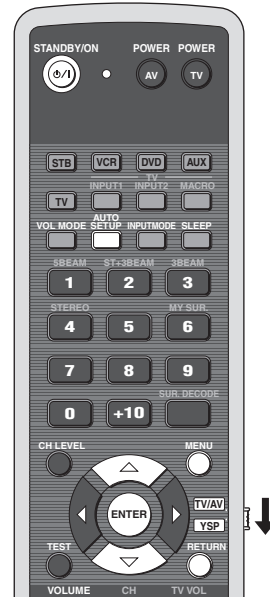 STANDBY/ON POWER POWER
AV TV
STB VCR DVD AUX
TV
INPUT1 INPUT2 MACRO
TV
AUTO
VOL MODE SETUP INPUTMODE SLEEP
5BEAM ST+3BEAM 3BEAM
1 2 3
STEREO MY SUR.
4 5 6
7 8 9
SUR. DECODE
0 +10
CH LEVEL MENU
TV/AV
ENTER
YSP
TEST RETURN
VOLUME CH TV VOL